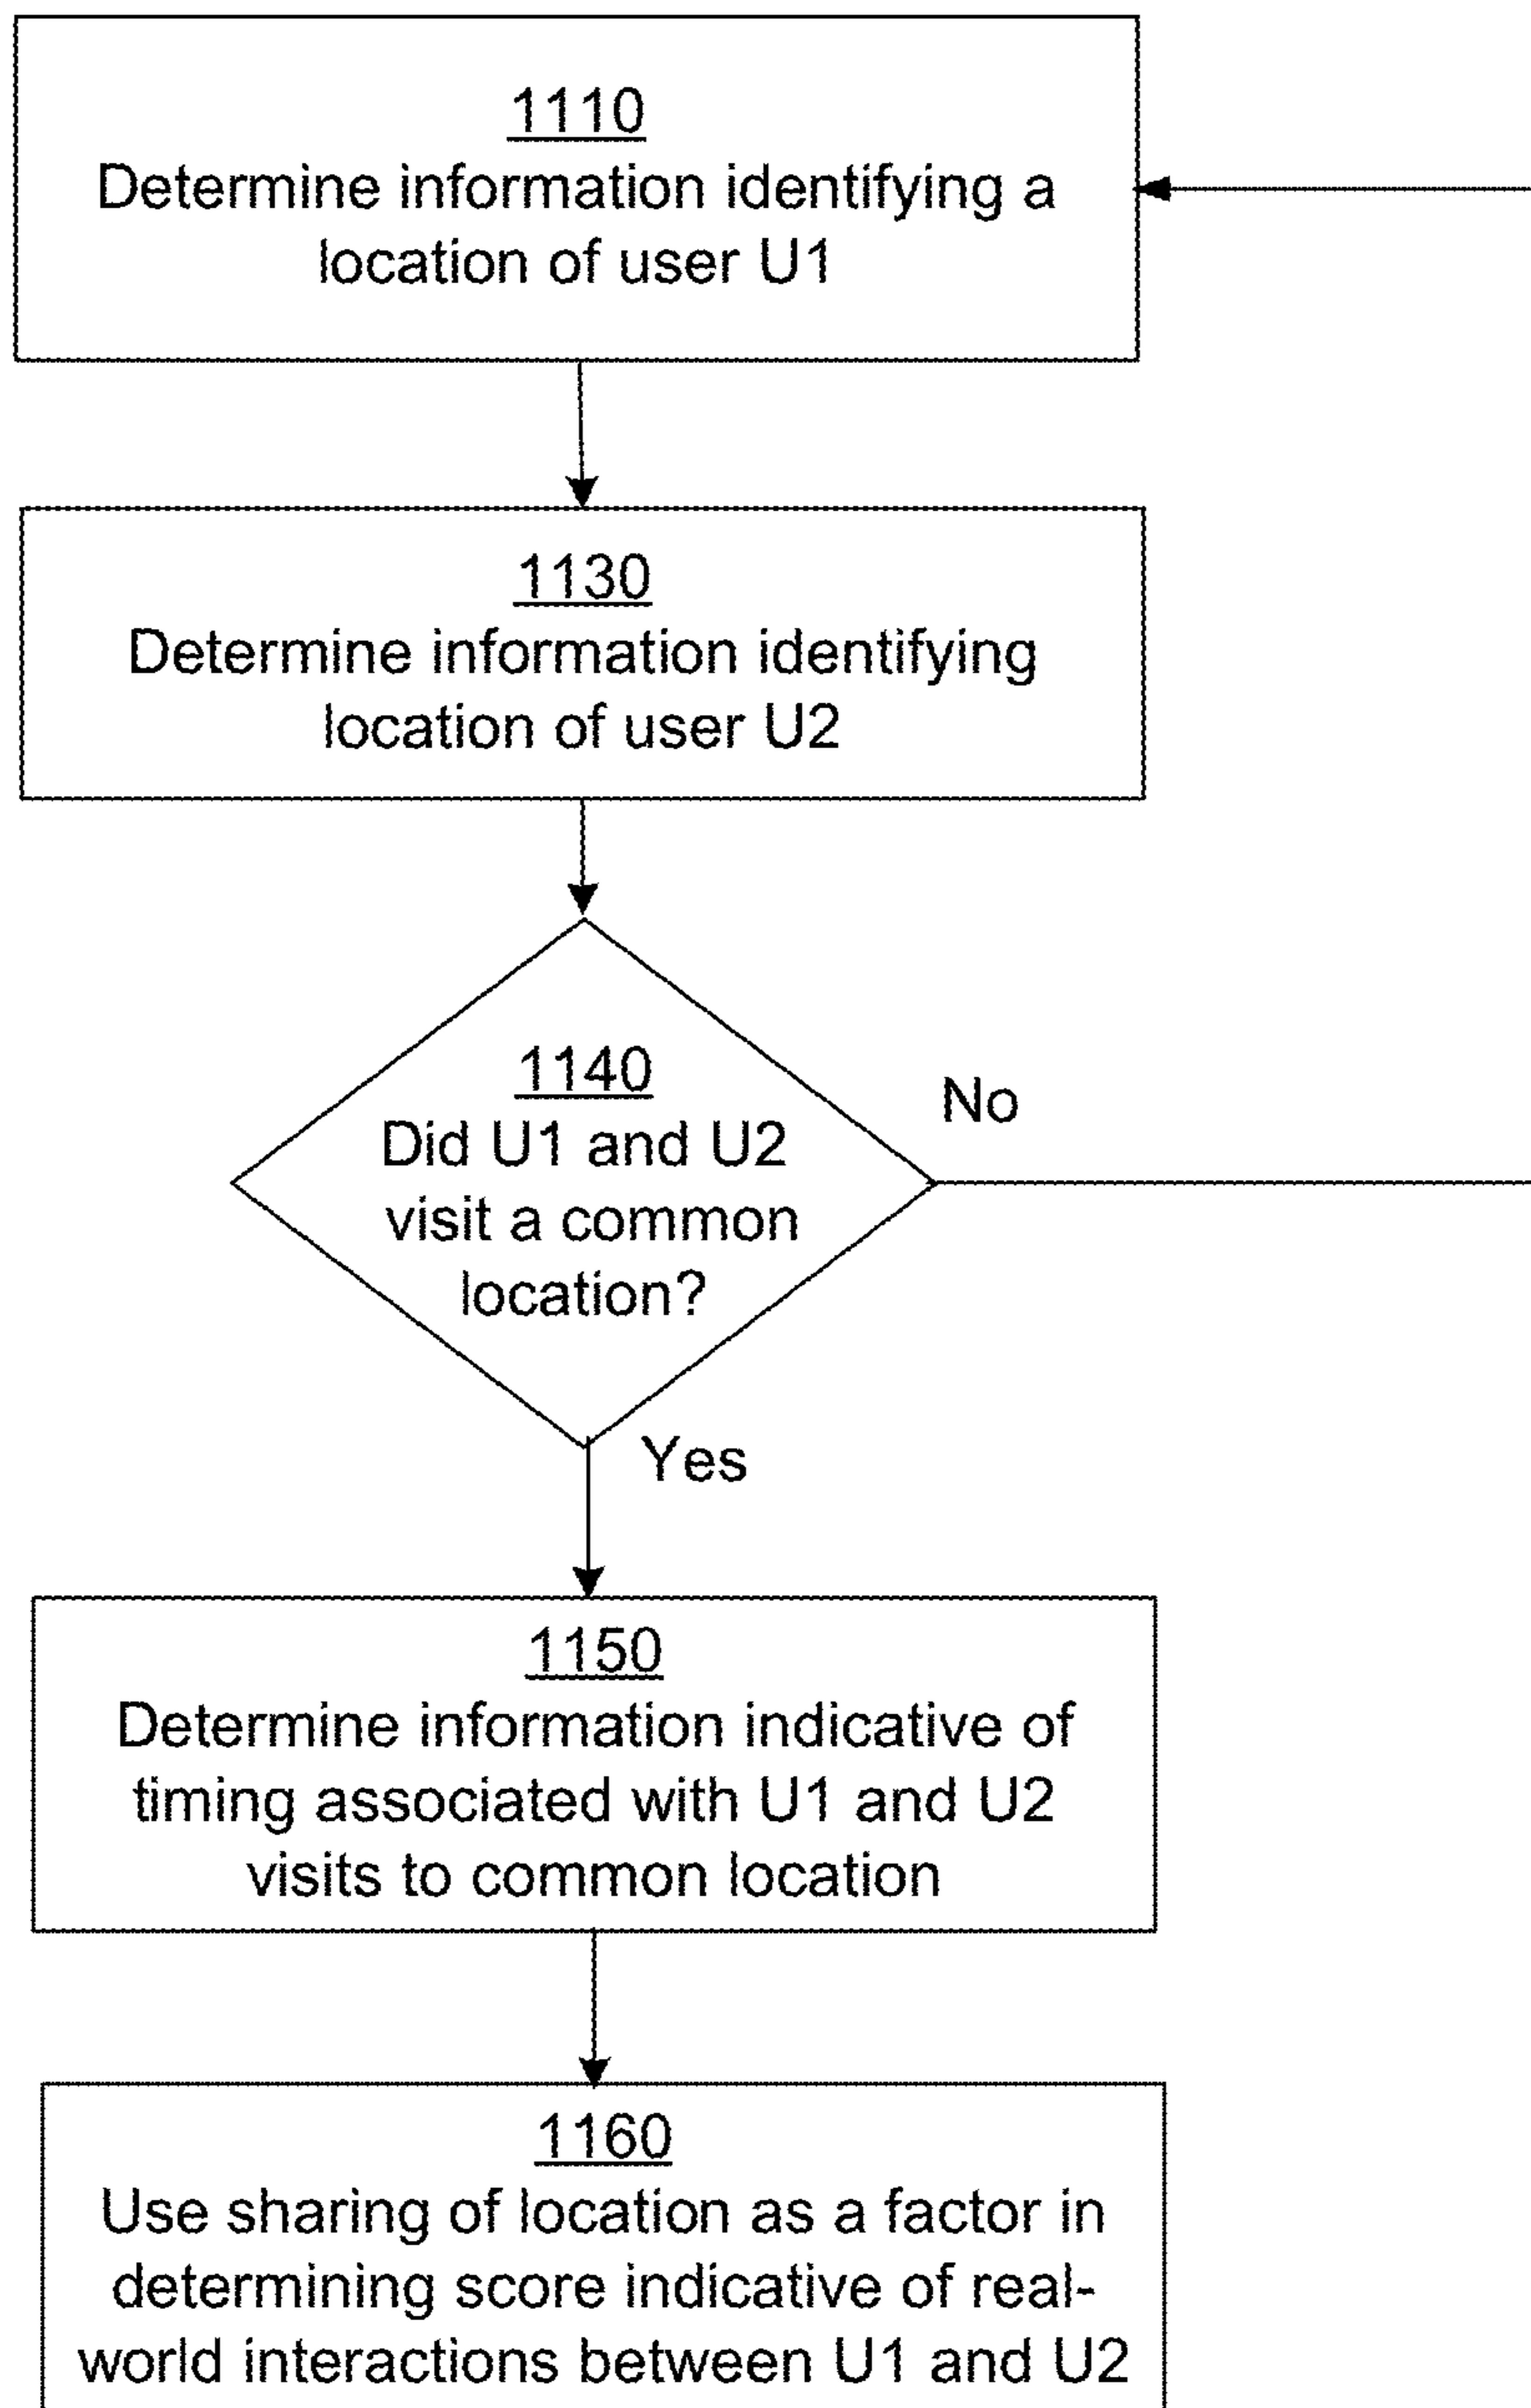 1110
Determine information identifying a
location of user U1
1130
Determine information identifying
location of user U2
1140
Did U1 and U2
visit a common
location?
No
Yes
1150
Determine information indicative of
timing associated with U1 and U2
visits to common location
1160
Use sharing of location as a factor in
determining score indicative of real-
world interactions between U1 and U2